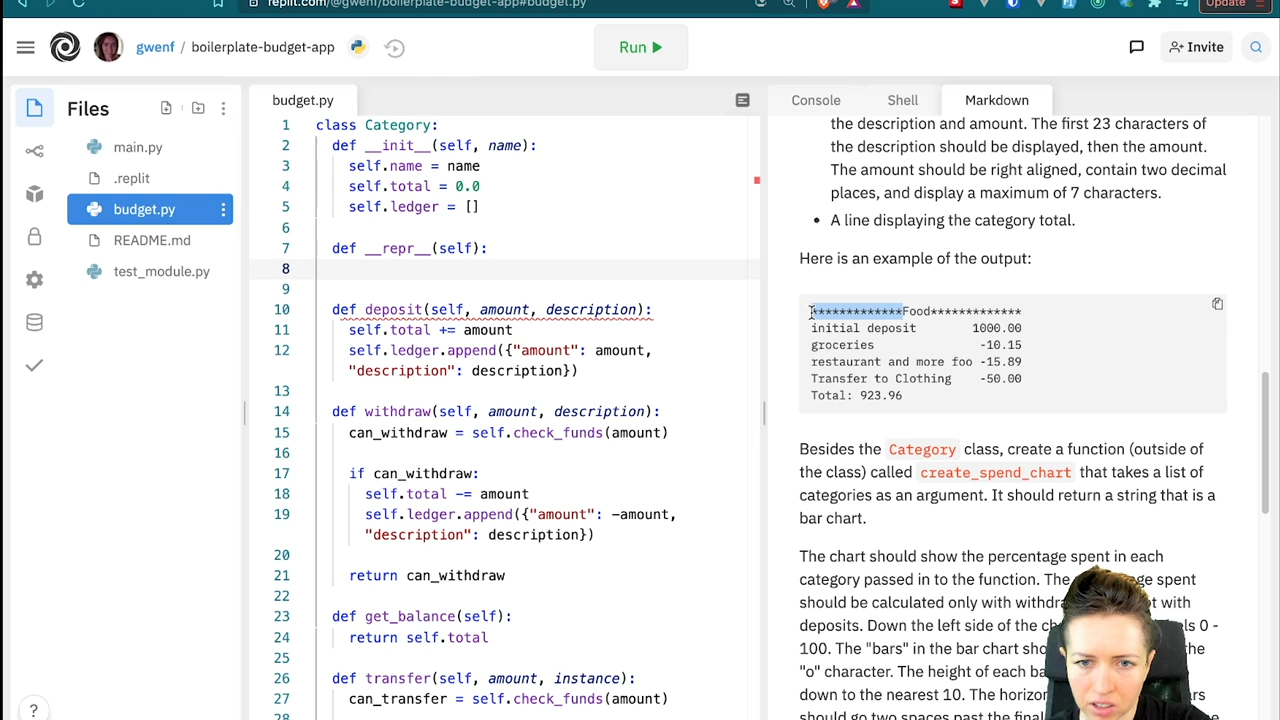 replit.com/@gwenf/boilerplate-budget-app#budget.py
Update
gwenf / boilerplate-budget-app
Run
Invite
Files
main.py
.replit
budget.py
README.md
test_module.py
?
budget.py
1 class Category:
2 def __init__(self, name):
3 self.name = name
4 self.total = 0.0
5 self.ledger = []
6
7 def __repr__(self):
8
9
10 def deposit(self, amount, description):
11 self.total += amount
12 self.ledger.append({"amount": amount,
"description": description})
13
14 def withdraw(self, amount, description):
15 can_withdraw = self.check_funds(amount)
16
17 if can_withdraw:
18 self.total -= amount
19 self.ledger.append({"amount": -amount,
"description": description})
20
21 return can_withdraw
22
23 def get_balance(self):
24 return self.total
25
26 def transfer(self, amount, instance):
27 can_transfer = self.check_funds(amount)
28
Console
Shell
Markdown
the description and amount. The first 23 characters of
the description should be displayed, then the amount.
The amount should be right aligned, contain two decimal
places, and display a maximum of 7 characters.
• A line displaying the category total.
Here is an example of the output:
*************Food*************
initial deposit 1000.00
groceries -10.15
restaurant and more foo -15.89
Transfer to Clothing -50.00
Total: 923.96
Besides the Category class, create a function (outside of
the class) called create_spend_chart that takes a list of
categories as an argument. It should return a string that is a
bar chart.
The chart should show the percentage spent in each
category passed in to the function. The spent
should be calculated only with with
deposits. Down the left side of the 0 -
100. The "bars" in the bar chart the
"o" character. The height of each
down to the nearest 10. The
should go two spaces past the